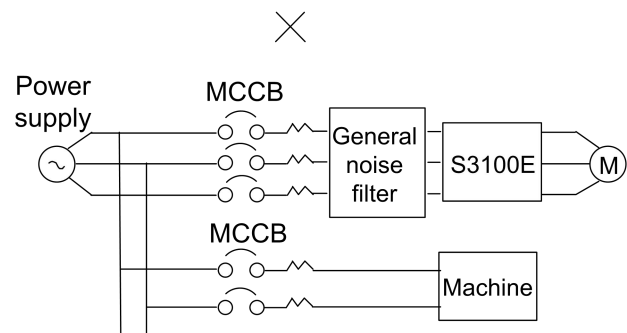 Power
supply
MCCB
General
noise
filter
S3100E
M
MCCB
Machine